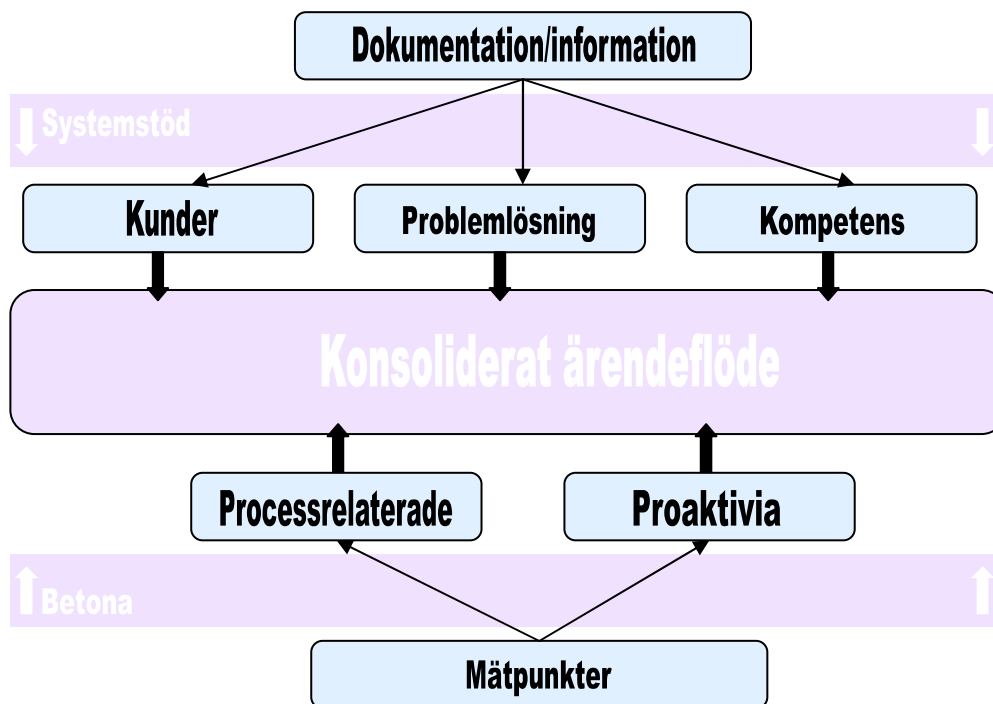 Dokumentation/information
Systemstöd
Kunder
Problemlösning
Kompetens
Konsoliderat ärendeflöde
Processrelaterade
Proaktivia
Betona
Mätpunkter